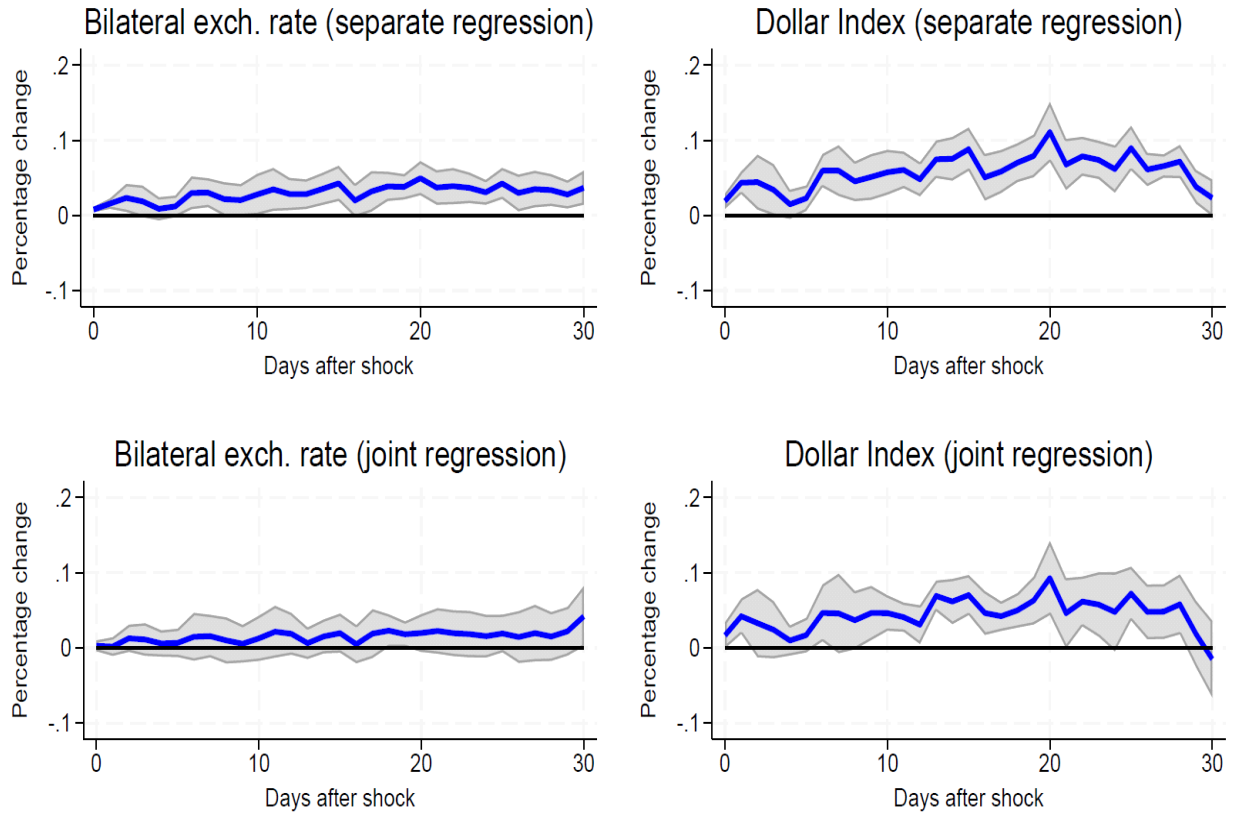 Bilateral exch. rate (separate regression)
Percentage change
.2
.1
0
-.1
0 10 20 30
Days after shock
Dollar Index (separate regression)
Percentage change
.2
.1
0
-.1
0 10 20 30
Days after shock
Bilateral exch. rate (joint regression)
Percentage change
.2
.1
0
-.1
0 10 20 30
Days after shock
Dollar Index (joint regression)
Percentage change
.2
.1
0
-.1
0 10 20 30
Days after shock